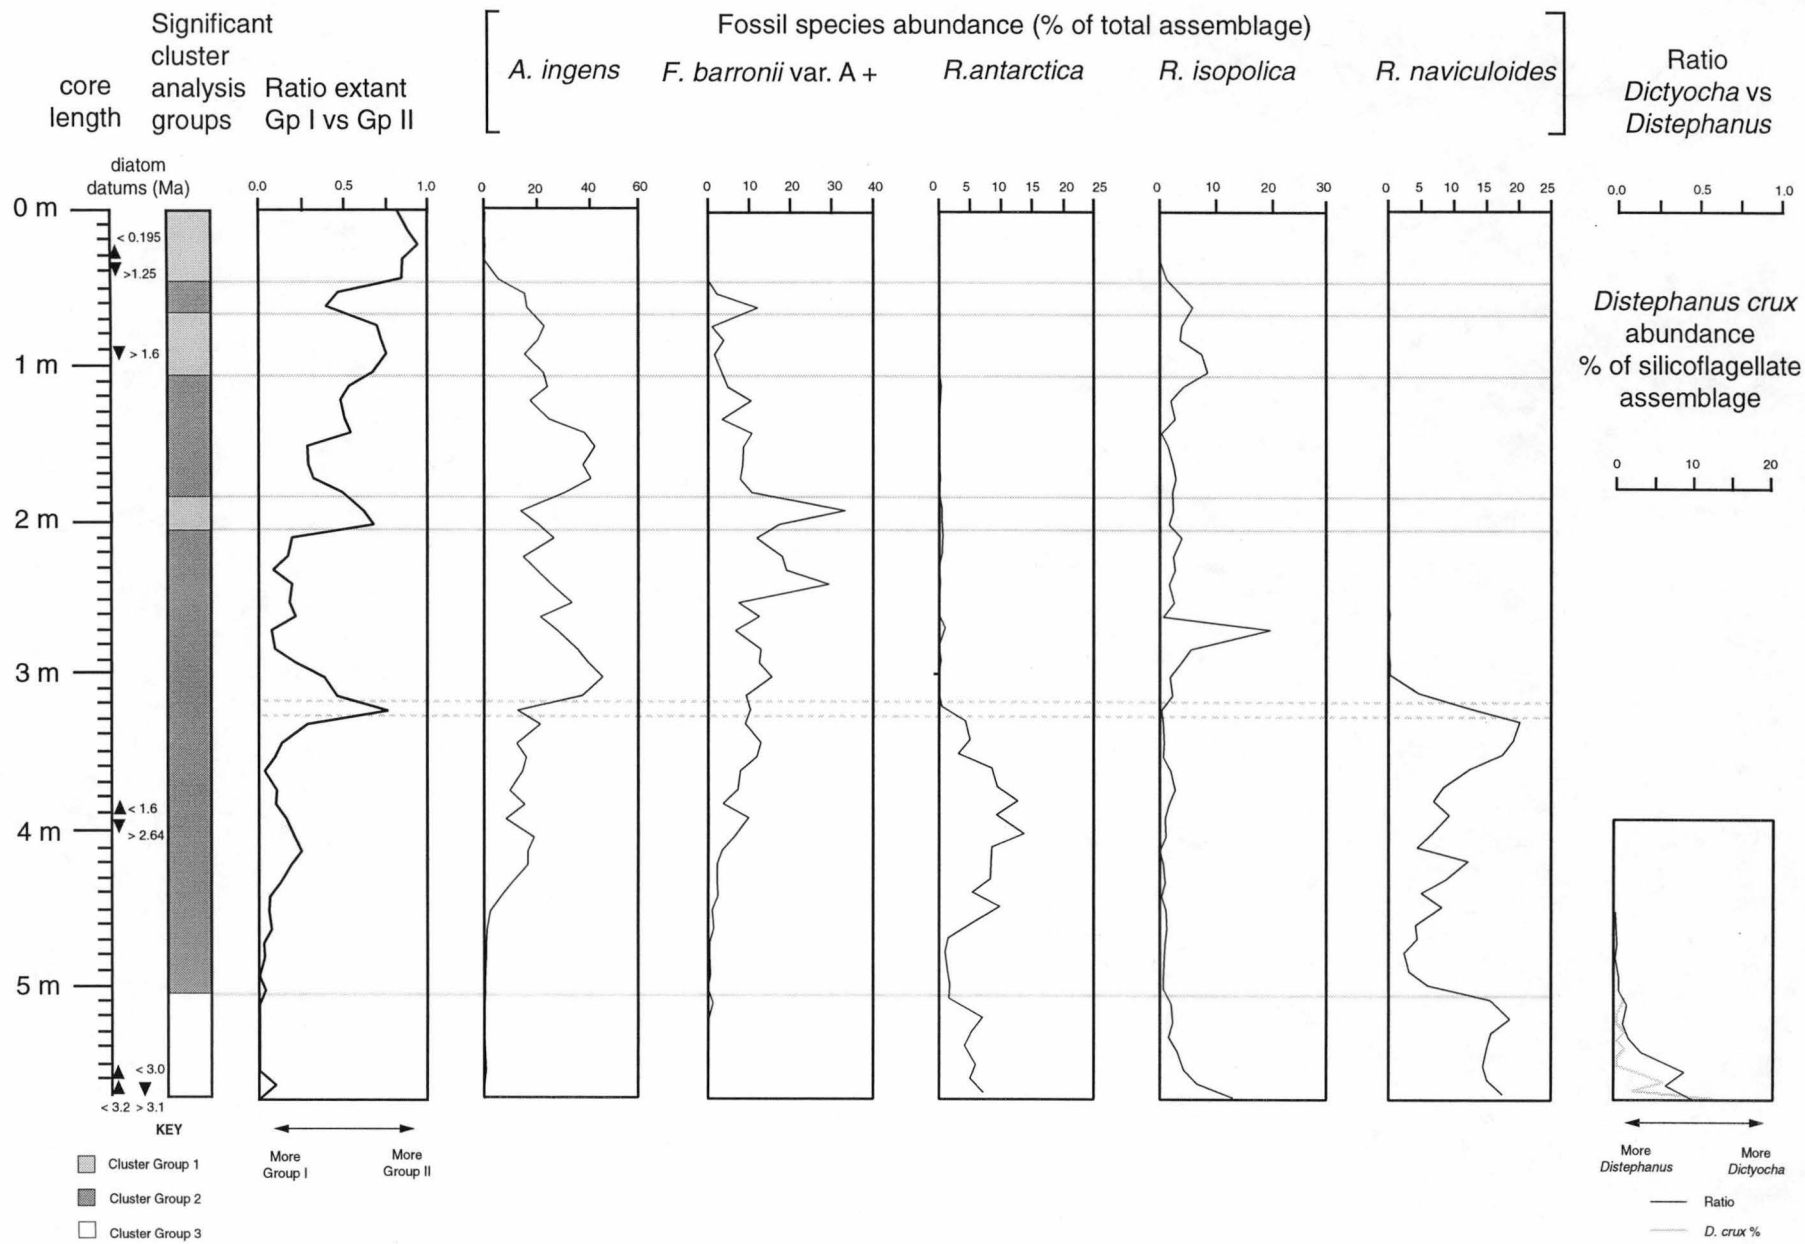 Significant
cluster
analysis
groups
core
length
Ratio extant
Gp I vs Gp II
Fossil species abundance (% of total assemblage)
A. ingens
F. barronii var. A +
R.antarctica
R. isopolica
R. naviculoides
Ratio
Dictyocha vs
Distephanus
diatom
datums (Ma)
0.0 0.5 1.0
0 20 40 60
0 10 20 30 40
0 5 10 15 20 25
0 10 20 30
0 5 10 15 20 25
0.0 0.5 1.0
0 m
< 0.195
>1.25
> 1.6
1 m
2 m
3 m
< 1.6
4 m
> 2.64
5 m
< 3.0
< 3.2 > 3.1
Distephanus crux
abundance
% of silicoflagellate
assemblage
0 10 20
KEY
Cluster Group 1
Cluster Group 2
Cluster Group 3
More
Group I
More
Group II
More
Distephanus
More
Dictyocha
Ratio
D. crux %